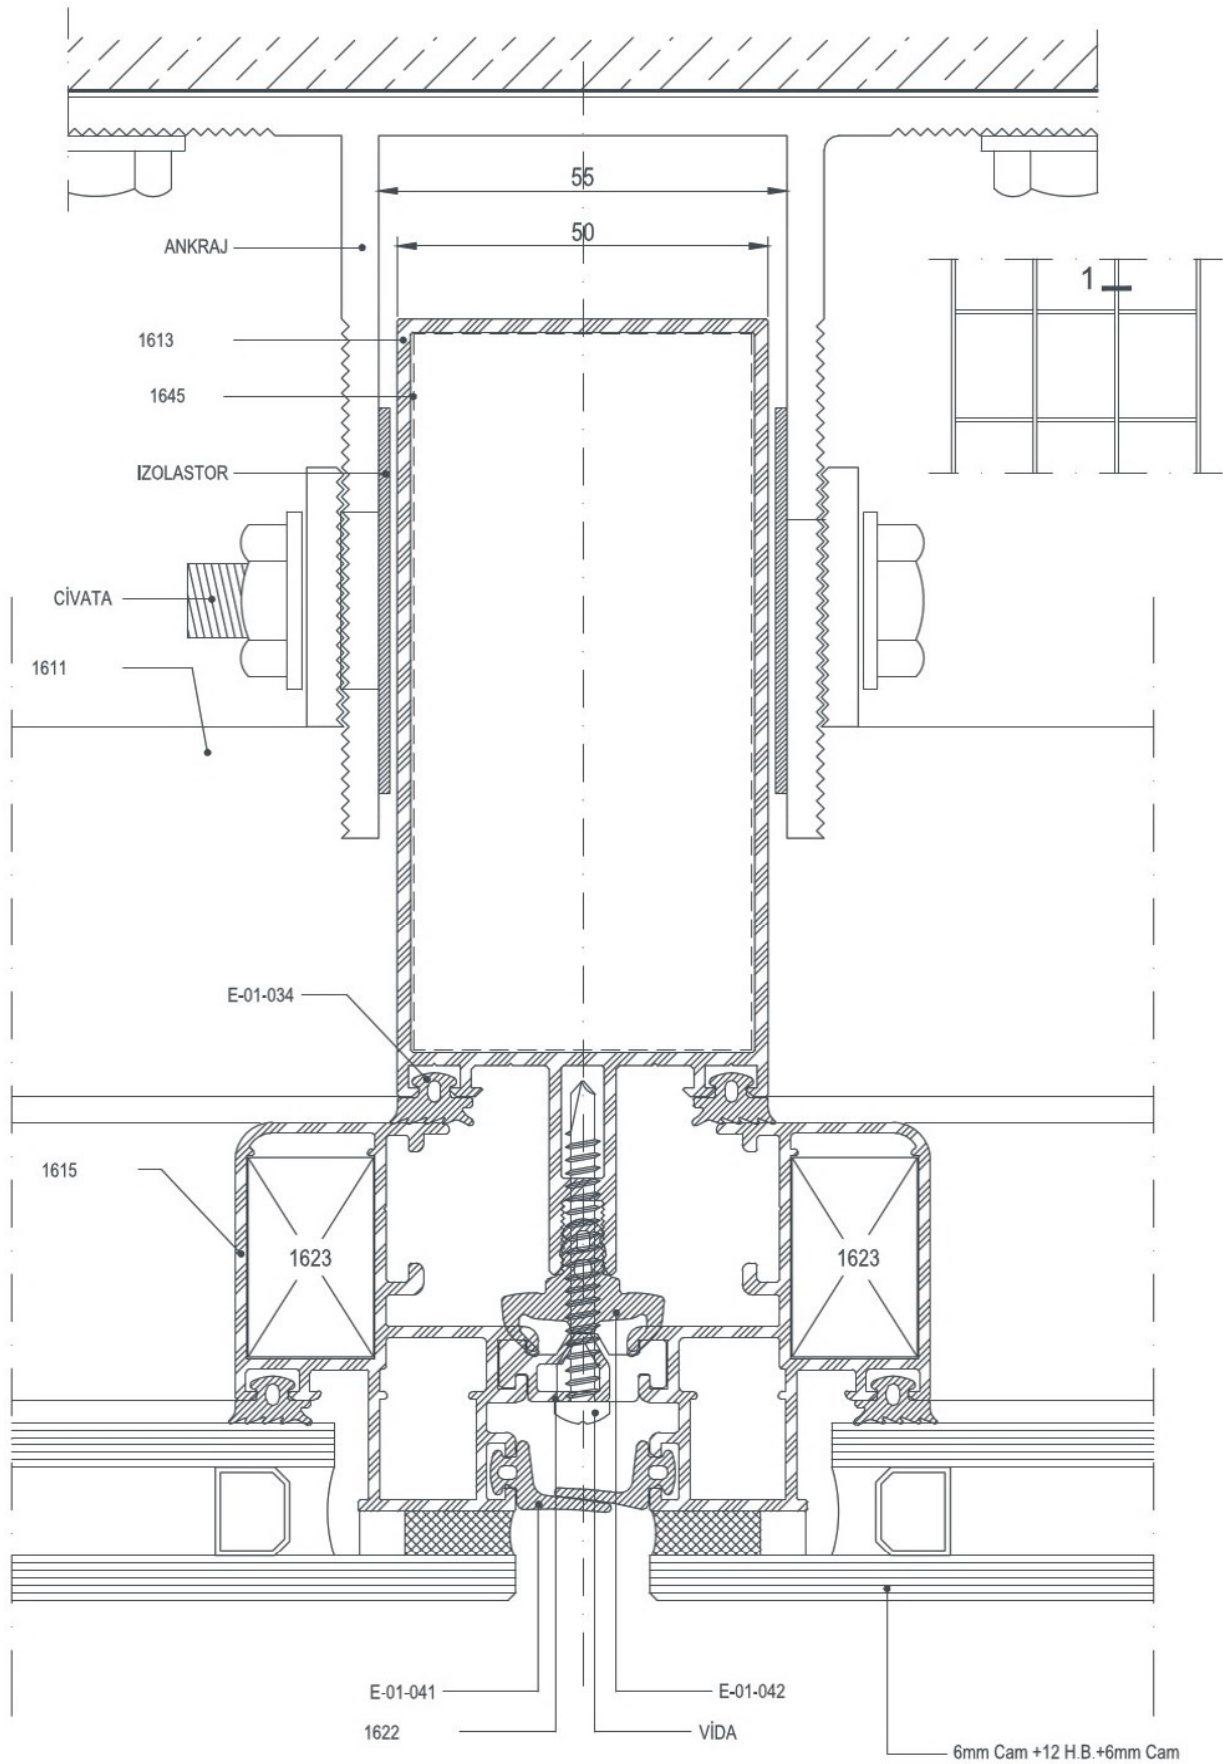 55
ANKRAJ
50
1
1613
1645
IZOLASTOR
CİVATA
1611
E-01-034
1615
1623
1623
E-01-041
E-01-042
1622
VİDA
6mm Cam +12 H.B.+6mm Cam